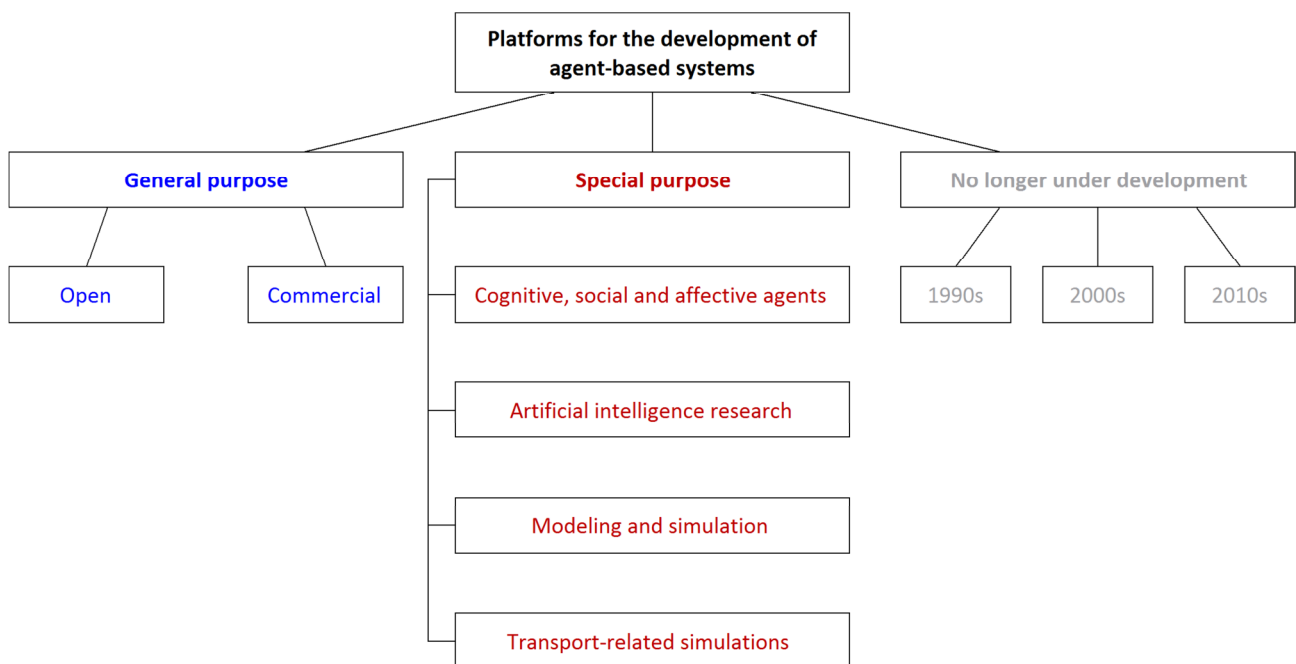 Platforms for the development of
agent-based systems
General purpose
Special purpose
No longer under development
Open
Commercial
Cognitive, social and affective agents
1990s
2000s
2010s
Artificial intelligence research
Modeling and simulation
Transport-related simulations